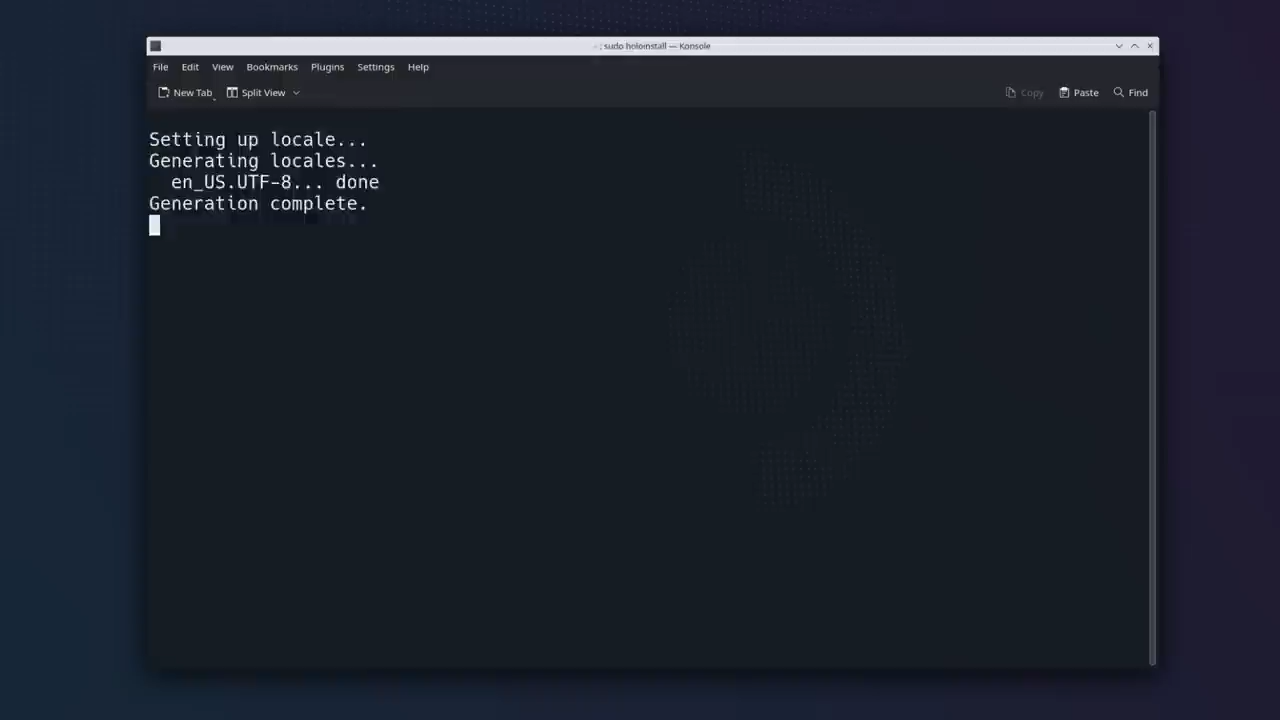 ~ : sudo holoinstall — Konsole
File Edit View Bookmarks Plugins Settings Help
New Tab Split View Copy Paste Find
Setting up locale...
Generating locales...
en_US.UTF-8... done
Generation complete.